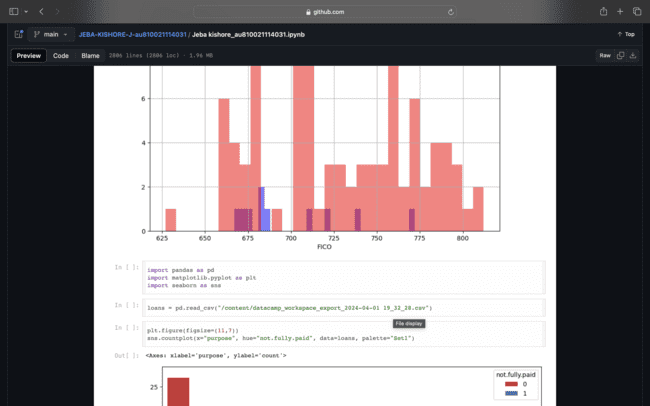 github.com
main
JEBA-KISHORE-J-au810021114031 / Jeba kishore_au810021114031.ipynb
Top
Preview Code Blame 2806 lines (2806 loc) · 1.96 MB Raw
6
4
2
0
625 650 675 700 725 750 775 800
FICO
In [ ]: import pandas as pd
import matplotlib.pyplot as plt
import seaborn as sns
In [ ]: loans = pd.read_csv("/content/datacamp_workspace_export_2024-04-01 19_32_28.csv")
File display
In [ ]: plt.figure(figsize=(11,7))
sns.countplot(x="purpose", hue="not.fully.paid", data=loans, palette="Set1")
Out[ ]: <Axes: xlabel='purpose', ylabel='count'>
not.fully.paid
0
1
25